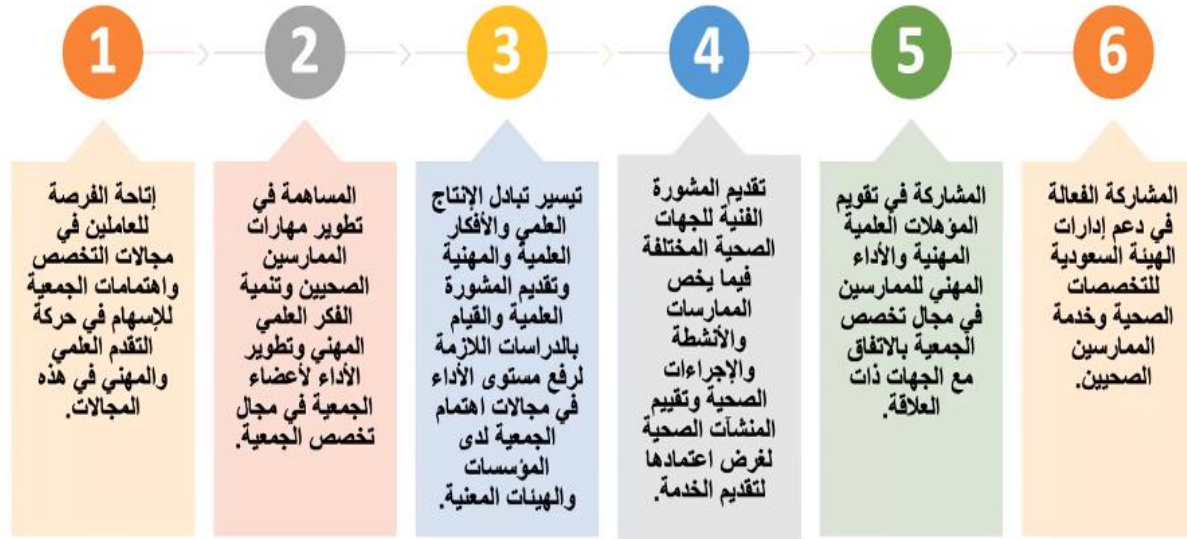 1
إتاحة الفرصة
للعاملين في
مجالات التخصص
واهتمامات الجمعية
للإسهام في حركة
التقدم العلمي
والمهني في هذه
المجالات.
2
المساهمة في
تطوير مهارات
الممارسين
الصحيين وتنمية
الفكر العلمي
المهني وتطوير
الأداء لأعضاء
الجمعية في مجال
تخصص الجمعية.
3
تيسير تبادل الإنتاج
العلمي والأفكار
العلمية والمهنية
وتقديم المشورة
العلمية والقيام
بالدراسات اللازمة
لرفع مستوى الأداء
في مجالات اهتمام
الجمعية لدى
المؤسسات
والهيئات المعنية.
4
تقديم المشورة
الفنية للجهات
الصحية المختلفة
فيما يخص
الممارسات
والأنشطة
والإجراءات
الصحية وتقييم
المنشآت الصحية
لغرض اعتمادها
لتقديم الخدمة.
5
المشاركة في تقويم
المؤهلات العلمية
المهنية والأداء
المهني للممارسين
في مجال تخصص
الجمعية بالاتفاق
مع الجهات ذات
العلاقة.
6
المشاركة الفعالة
في دعم إدارات
الهيئة السعودية
للتخصصات
الصحية وخدمة
الممارسين
الصحيين.